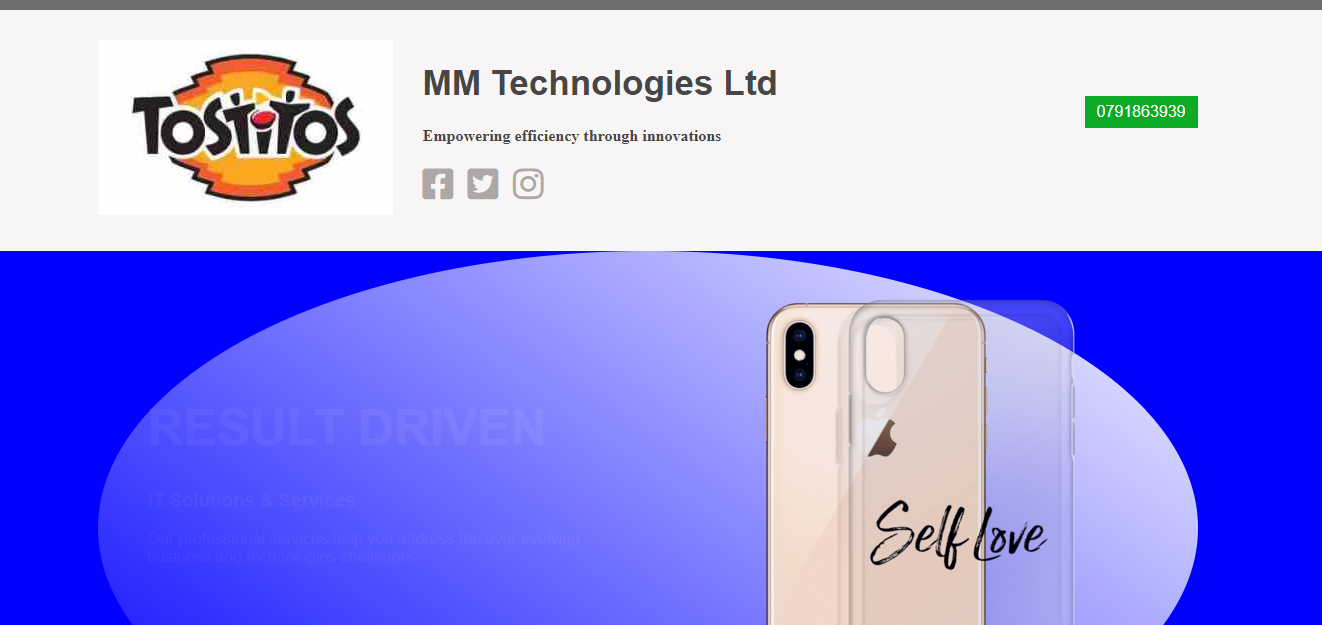 TOSTITOS
MM Technologies Ltd
0791863939
Empowering efficiency through innovations
RESULT DRIVEN
IT Solutions & Services
Our professional services help you address the ever evolving
business and technologies challenges
Self Love